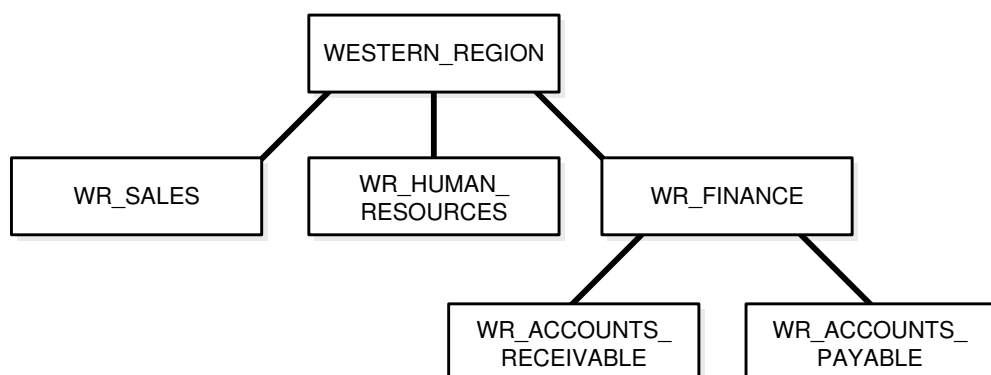 WESTERN_REGION
WR_SALES
WR_HUMAN_
RESOURCES
WR_FINANCE
WR_ACCOUNTS_
RECEIVABLE
WR_ACCOUNTS_
PAYABLE